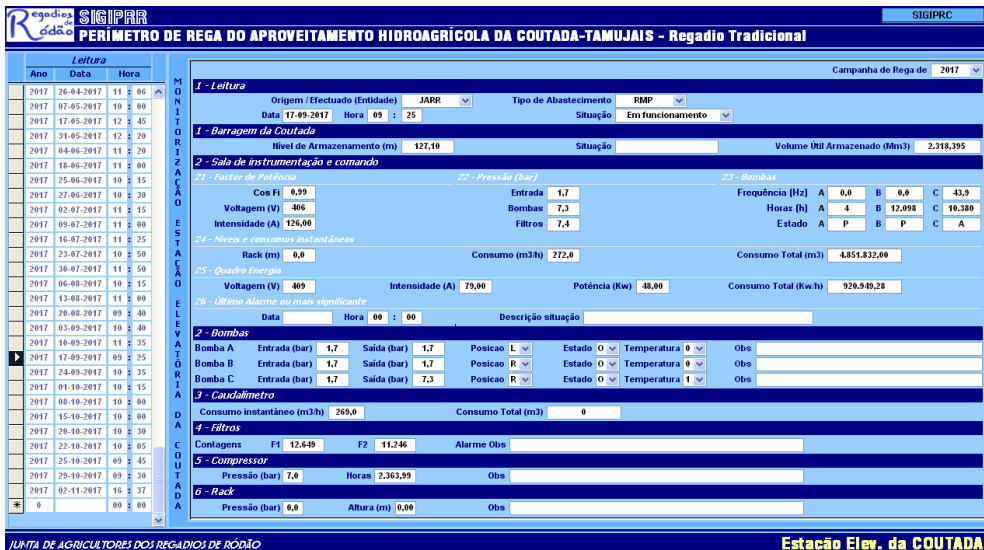 Regadios de Ródão
SIGIPRR
SIGIPRC
PERÍMETRO DE REGA DO APROVEITAMENTO HIDROAGRÍCOLA DA COUTADA-TAMUJAIS - Regadio Tradicional
Leitura
Ano Data Hora
2017 26-04-2017 11 : 06
2017 07-05-2017 10 : 00
2017 17-05-2017 12 : 45
2017 31-05-2017 12 : 20
2017 04-06-2017 11 : 20
2017 18-06-2017 11 : 00
2017 25-06-2017 10 : 15
2017 27-06-2017 10 : 30
2017 02-07-2017 11 : 15
2017 09-07-2017 11 : 00
2017 16-07-2017 11 : 25
2017 23-07-2017 10 : 50
2017 30-07-2017 11 : 50
2017 06-08-2017 10 : 15
2017 13-08-2017 11 : 00
2017 20-08-2017 09 : 40
2017 03-09-2017 10 : 40
2017 10-09-2017 11 : 35
2017 17-09-2017 09 : 25
2017 24-09-2017 10 : 35
2017 01-10-2017 10 : 15
2017 08-10-2017 10 : 00
2017 15-10-2017 10 : 00
2017 20-10-2017 10 : 30
2017 22-10-2017 10 : 05
2017 25-10-2017 09 : 45
2017 29-10-2017 09 : 30
2017 02-11-2017 16 : 37
* 0 00 : 00
MONITORIZAÇÃO ESTAÇÃO ELEVATÓRIA DA COUTADA
Campanha de Rega de 2017
1 - Leitura
Origem / Efectuado (Entidade) JARR Tipo de Abastecimento RMP
Data 17-09-2017 Hora 09 : 25 Situação Em funcionamento
1 - Barragem da Coutada
Nível de Armazenamento (m) 127,10 Situação Volume Útil Armazenado (Mm3) 2.318,395
2 - Sala de instrumentação e comando
21 - Factor de Potência 22 - Pressão (bar) 23 - Bombas
Cos Fi 0,99 Entrada 1,7 Frequência (Hz) A 0,0 B 0,0 C 43,9
Voltagem (V) 406 Bombas 7,3 Horas (h) A 4 B 12.098 C 10.380
Intensidade (A) 126,00 Filtros 7,4 Estado A P B P C A
24 - Níveis e consumos instantâneos
Rack (m) 0,0 Consumo (m3/h) 272,0 Consumo Total (m3) 4.851.832,00
25 - Quadro Energia
Voltagem (V) 409 Intensidade (A) 79,00 Potência (Kw) 48,00 Consumo Total (Kw/h) 920.949,28
26 - Último Alarme ou mais significante
Data Hora 00 : 00 Descrição situação
2 - Bombas
Bomba A Entrada (bar) 1,7 Saída (bar) 1,7 Posicao L Estado O Temperatura 0 Obs
Bomba B Entrada (bar) 1,7 Saída (bar) 1,7 Posicao R Estado O Temperatura 0 Obs
Bomba C Entrada (bar) 1,7 Saída (bar) 7,3 Posicao R Estado O Temperatura 1 Obs
3 - Caudalímetro
Consumo instantâneo (m3/h) 269,0 Consumo Total (m3) 0
4 - Filtros
Contagens F1 12.649 F2 11.246 Alarme Obs
5 - Compressor
Pressão (bar) 7,0 Horas 2.363,99 Obs
6 - Rack
Pressão (bar) 0,0 Altura (m) 0,00 Obs
JUNTA DE AGRICULTORES DOS REGADIOS DE RÓDÃO
Estação Elev. da COUTADA